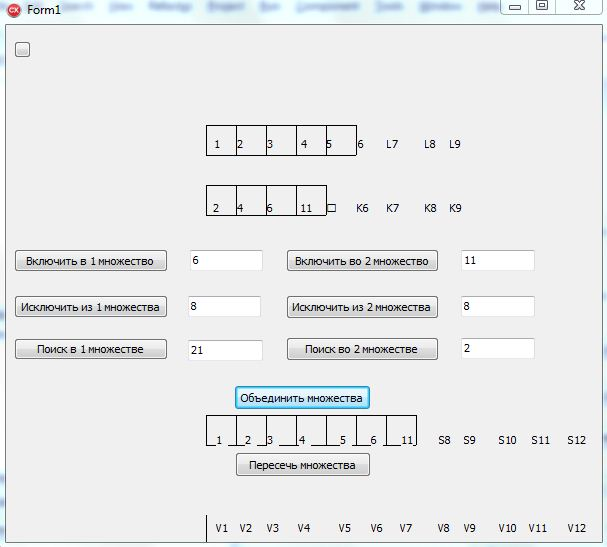 Form1
1 2 3 4 5 6 L7 L8 L9
2 4 6 11 K6 K7 K8 K9
Включить в 1 множество 6 Включить во 2 множество 11
Исключить из 1 множества 8 Исключить из 2 множества 8
Поиск в 1 множестве 21 Поиск во 2 множестве 2
Объединить множества
1 2 3 4 5 6 11 S8 S9 S10 S11 S12
Пересечь множества
V1 V2 V3 V4 V5 V6 V7 V8 V9 V10 V11 V12